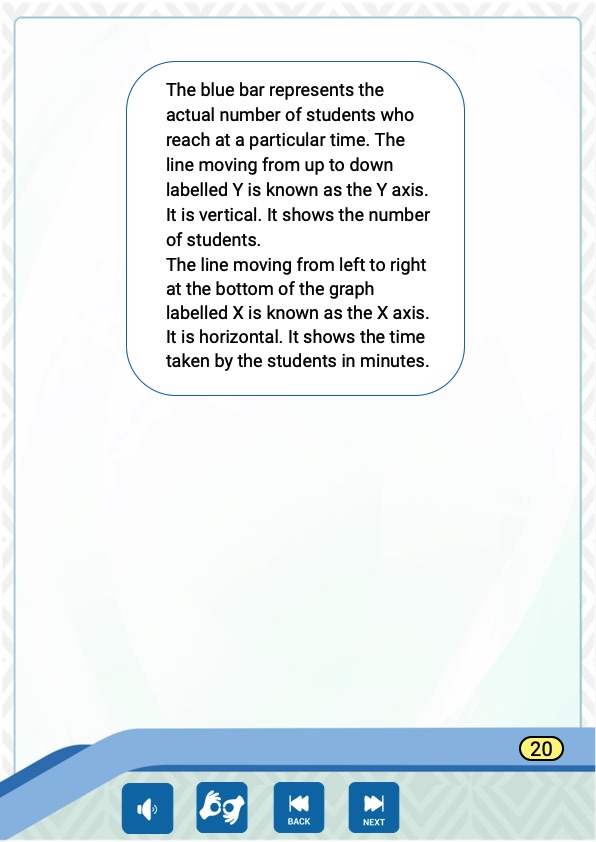 The blue bar represents the
actual number of students who
reach at a particular time. The
line moving from up to down
labelled Y is known as the Y axis.
It is vertical. It shows the number
of students.
The line moving from left to right
at the bottom of the graph
labelled X is known as the X axis.
It is horizontal. It shows the time
taken by the students in minutes.
20
BACK
NEXT